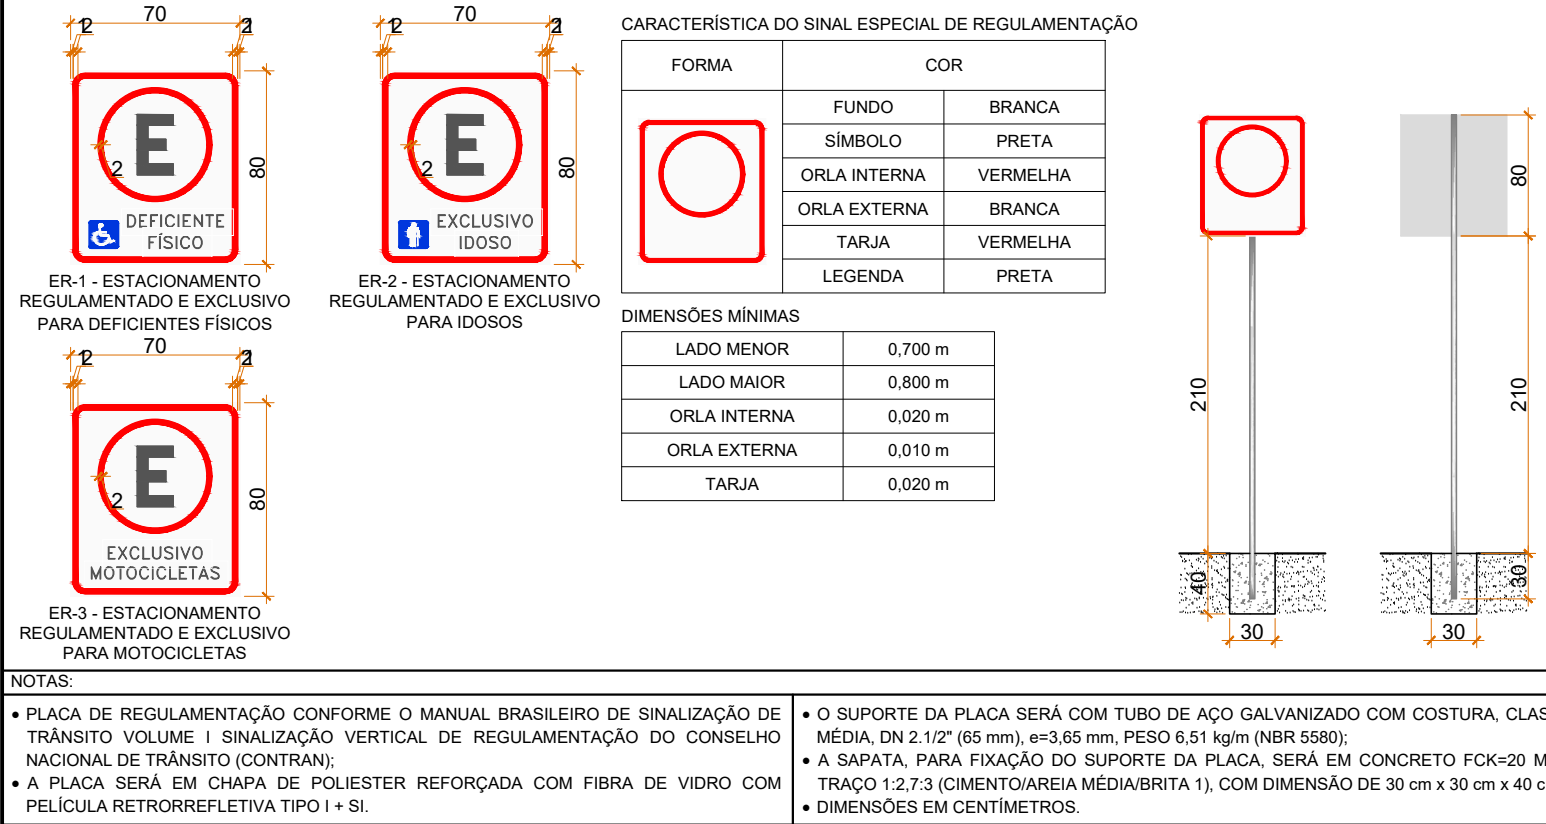 70
12
21
80
2
E
DEFICIENTE
FÍSICO
ER-1 - ESTACIONAMENTO
REGULAMENTADO E EXCLUSIVO
PARA DEFICIENTES FÍSICOS
70
12
21
80
2
E
EXCLUSIVO
IDOSO
ER-2 - ESTACIONAMENTO
REGULAMENTADO E EXCLUSIVO
PARA IDOSOS
70
12
21
80
2
E
EXCLUSIVO
MOTOCICLETAS
ER-3 - ESTACIONAMENTO
REGULAMENTADO E EXCLUSIVO
PARA MOTOCICLETAS
CARACTERÍSTICA DO SINAL ESPECIAL DE REGULAMENTAÇÃO
FORMA COR
FUNDO BRANCA
SÍMBOLO PRETA
ORLA INTERNA VERMELHA
ORLA EXTERNA BRANCA
TARJA VERMELHA
LEGENDA PRETA
DIMENSÕES MÍNIMAS
LADO MENOR 0,700 m
LADO MAIOR 0,800 m
ORLA INTERNA 0,020 m
ORLA EXTERNA 0,010 m
TARJA 0,020 m
210
40
30
80
210
30
30
NOTAS:
• PLACA DE REGULAMENTAÇÃO CONFORME O MANUAL BRASILEIRO DE SINALIZAÇÃO DE
TRÂNSITO VOLUME I SINALIZAÇÃO VERTICAL DE REGULAMENTAÇÃO DO CONSELHO
NACIONAL DE TRÂNSITO (CONTRAN);
• A PLACA SERÁ EM CHAPA DE POLIESTER REFORÇADA COM FIBRA DE VIDRO COM
PELÍCULA RETRORREFLETIVA TIPO I + SI.
• O SUPORTE DA PLACA SERÁ COM TUBO DE AÇO GALVANIZADO COM COSTURA, CLAS
MÉDIA, DN 2.1/2" (65 mm), e=3,65 mm, PESO 6,51 kg/m (NBR 5580);
• A SAPATA, PARA FIXAÇÃO DO SUPORTE DA PLACA, SERÁ EM CONCRETO FCK=20 M
TRAÇO 1:2,7:3 (CIMENTO/AREIA MÉDIA/BRITA 1), COM DIMENSÃO DE 30 cm x 30 cm x 40 c
• DIMENSÕES EM CENTÍMETROS.